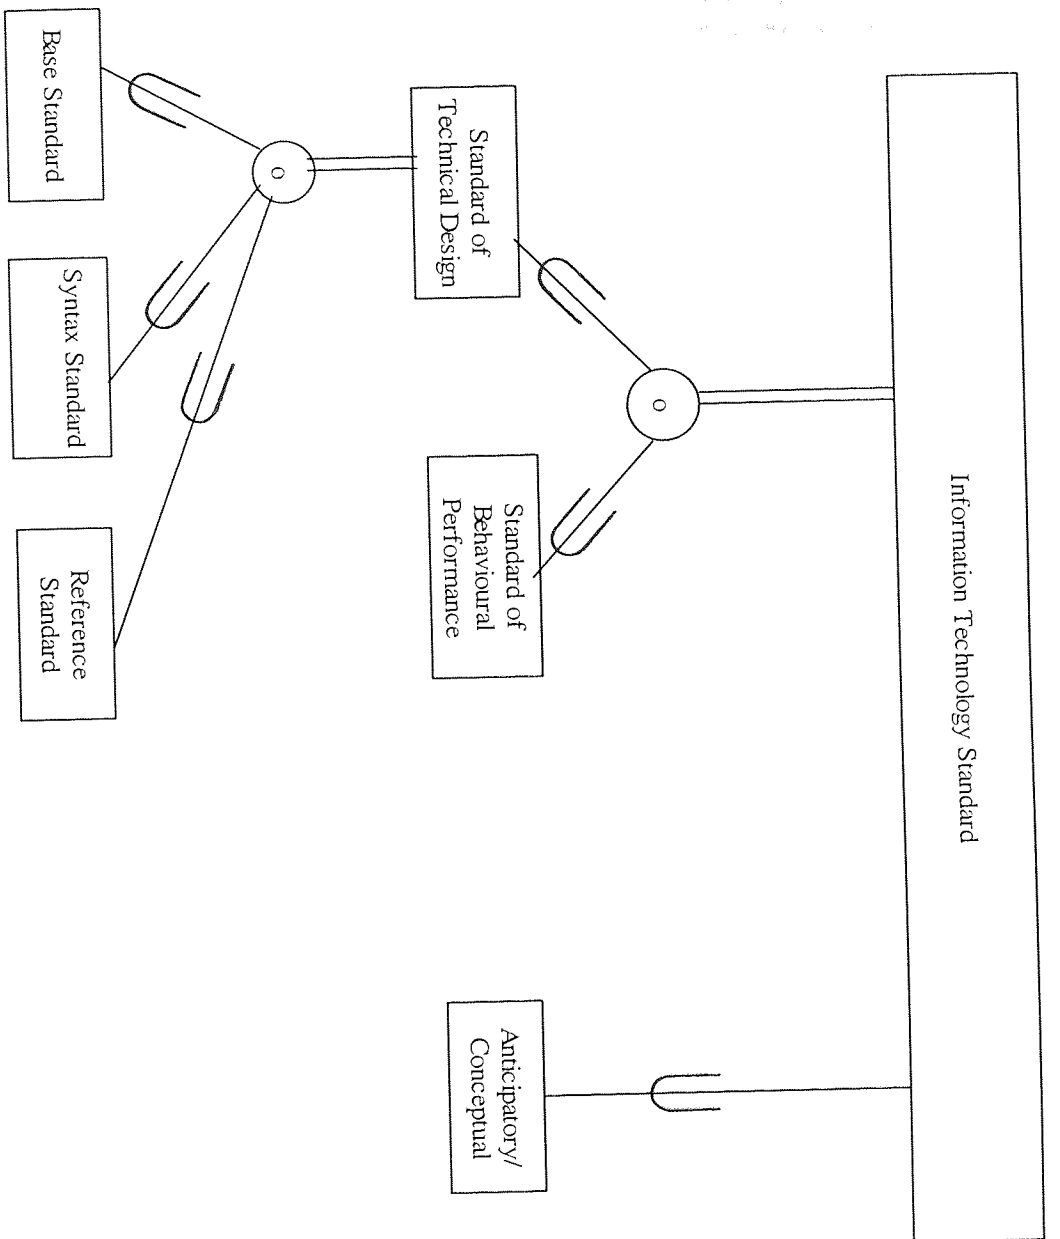 Information Technology Standard
Standard of
Technical Design
o
Standard of
Behavioural
Performance
Anticipatory/
Conceptual
o
Base Standard
Syntax Standard
Reference
Standard